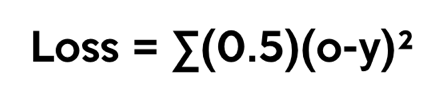 Loss = ∑(0.5)(o-y)²